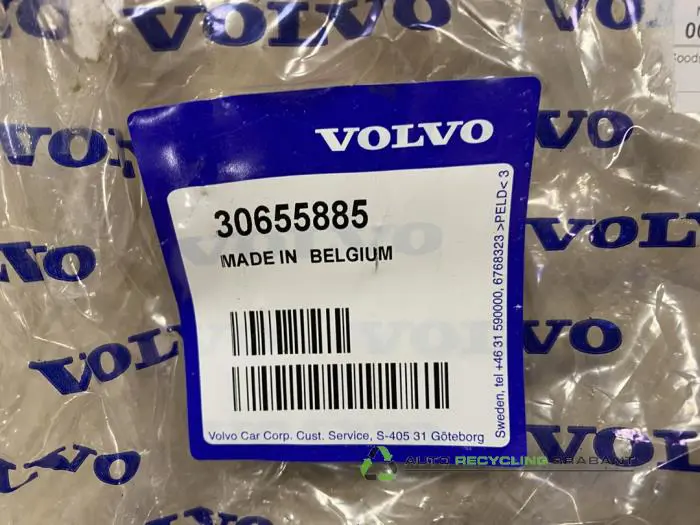 VOLVO
30655885
MADE IN BELGIUM
Volvo Car Corp. Cust. Service, S-405 31 Göteborg
Sweden, tel +46 31 590000, 6768323 >PELD< 3
AUTO RECYCLING BRABANT
VOLVO
VOLVO
VOLVO
VOLVO
VOLVO